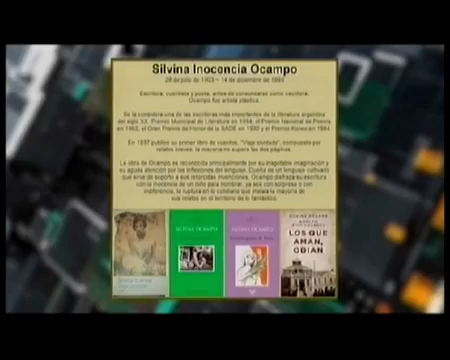 Silvina Inocencia Ocampo
28 de julio de 1903 – 14 de diciembre de 1993
Escritora, cuentista y poeta, antes de consumarse como escritora,
Ocampo fue artista plástica.
Se la considera una de las escritoras más importantes de la literatura argentina
del siglo XX. Premio Municipal de Literatura en 1954, el Premio Nacional de Poesía
en 1962, el Gran Premio de Honor de la SADE en 1992 y el Premio Konex en 1984.
En 1937 publicó su primer libro de cuentos, "Viaje olvidado", compuesto por
relatos breves, la mayoría no supera las dos páginas.
La obra de Ocampo es reconocida principalmente por su inagotable imaginación y
su aguda atención por las inflexiones del lenguaje. Dueña de un lenguaje cultivado
que sirve de soporte a sus retorcidas invenciones, Ocampo disfraza su escritura
con la inocencia de un niño para nombrar, ya sea con sorpresa o con
indiferencia, la ruptura en lo cotidiano que instala la mayoría de
sus relatos en el territorio de lo fantástico.
SILVINA OCAMPO
SILVINA OCAMPO
LOS QUE
AMAN,
ODIAN